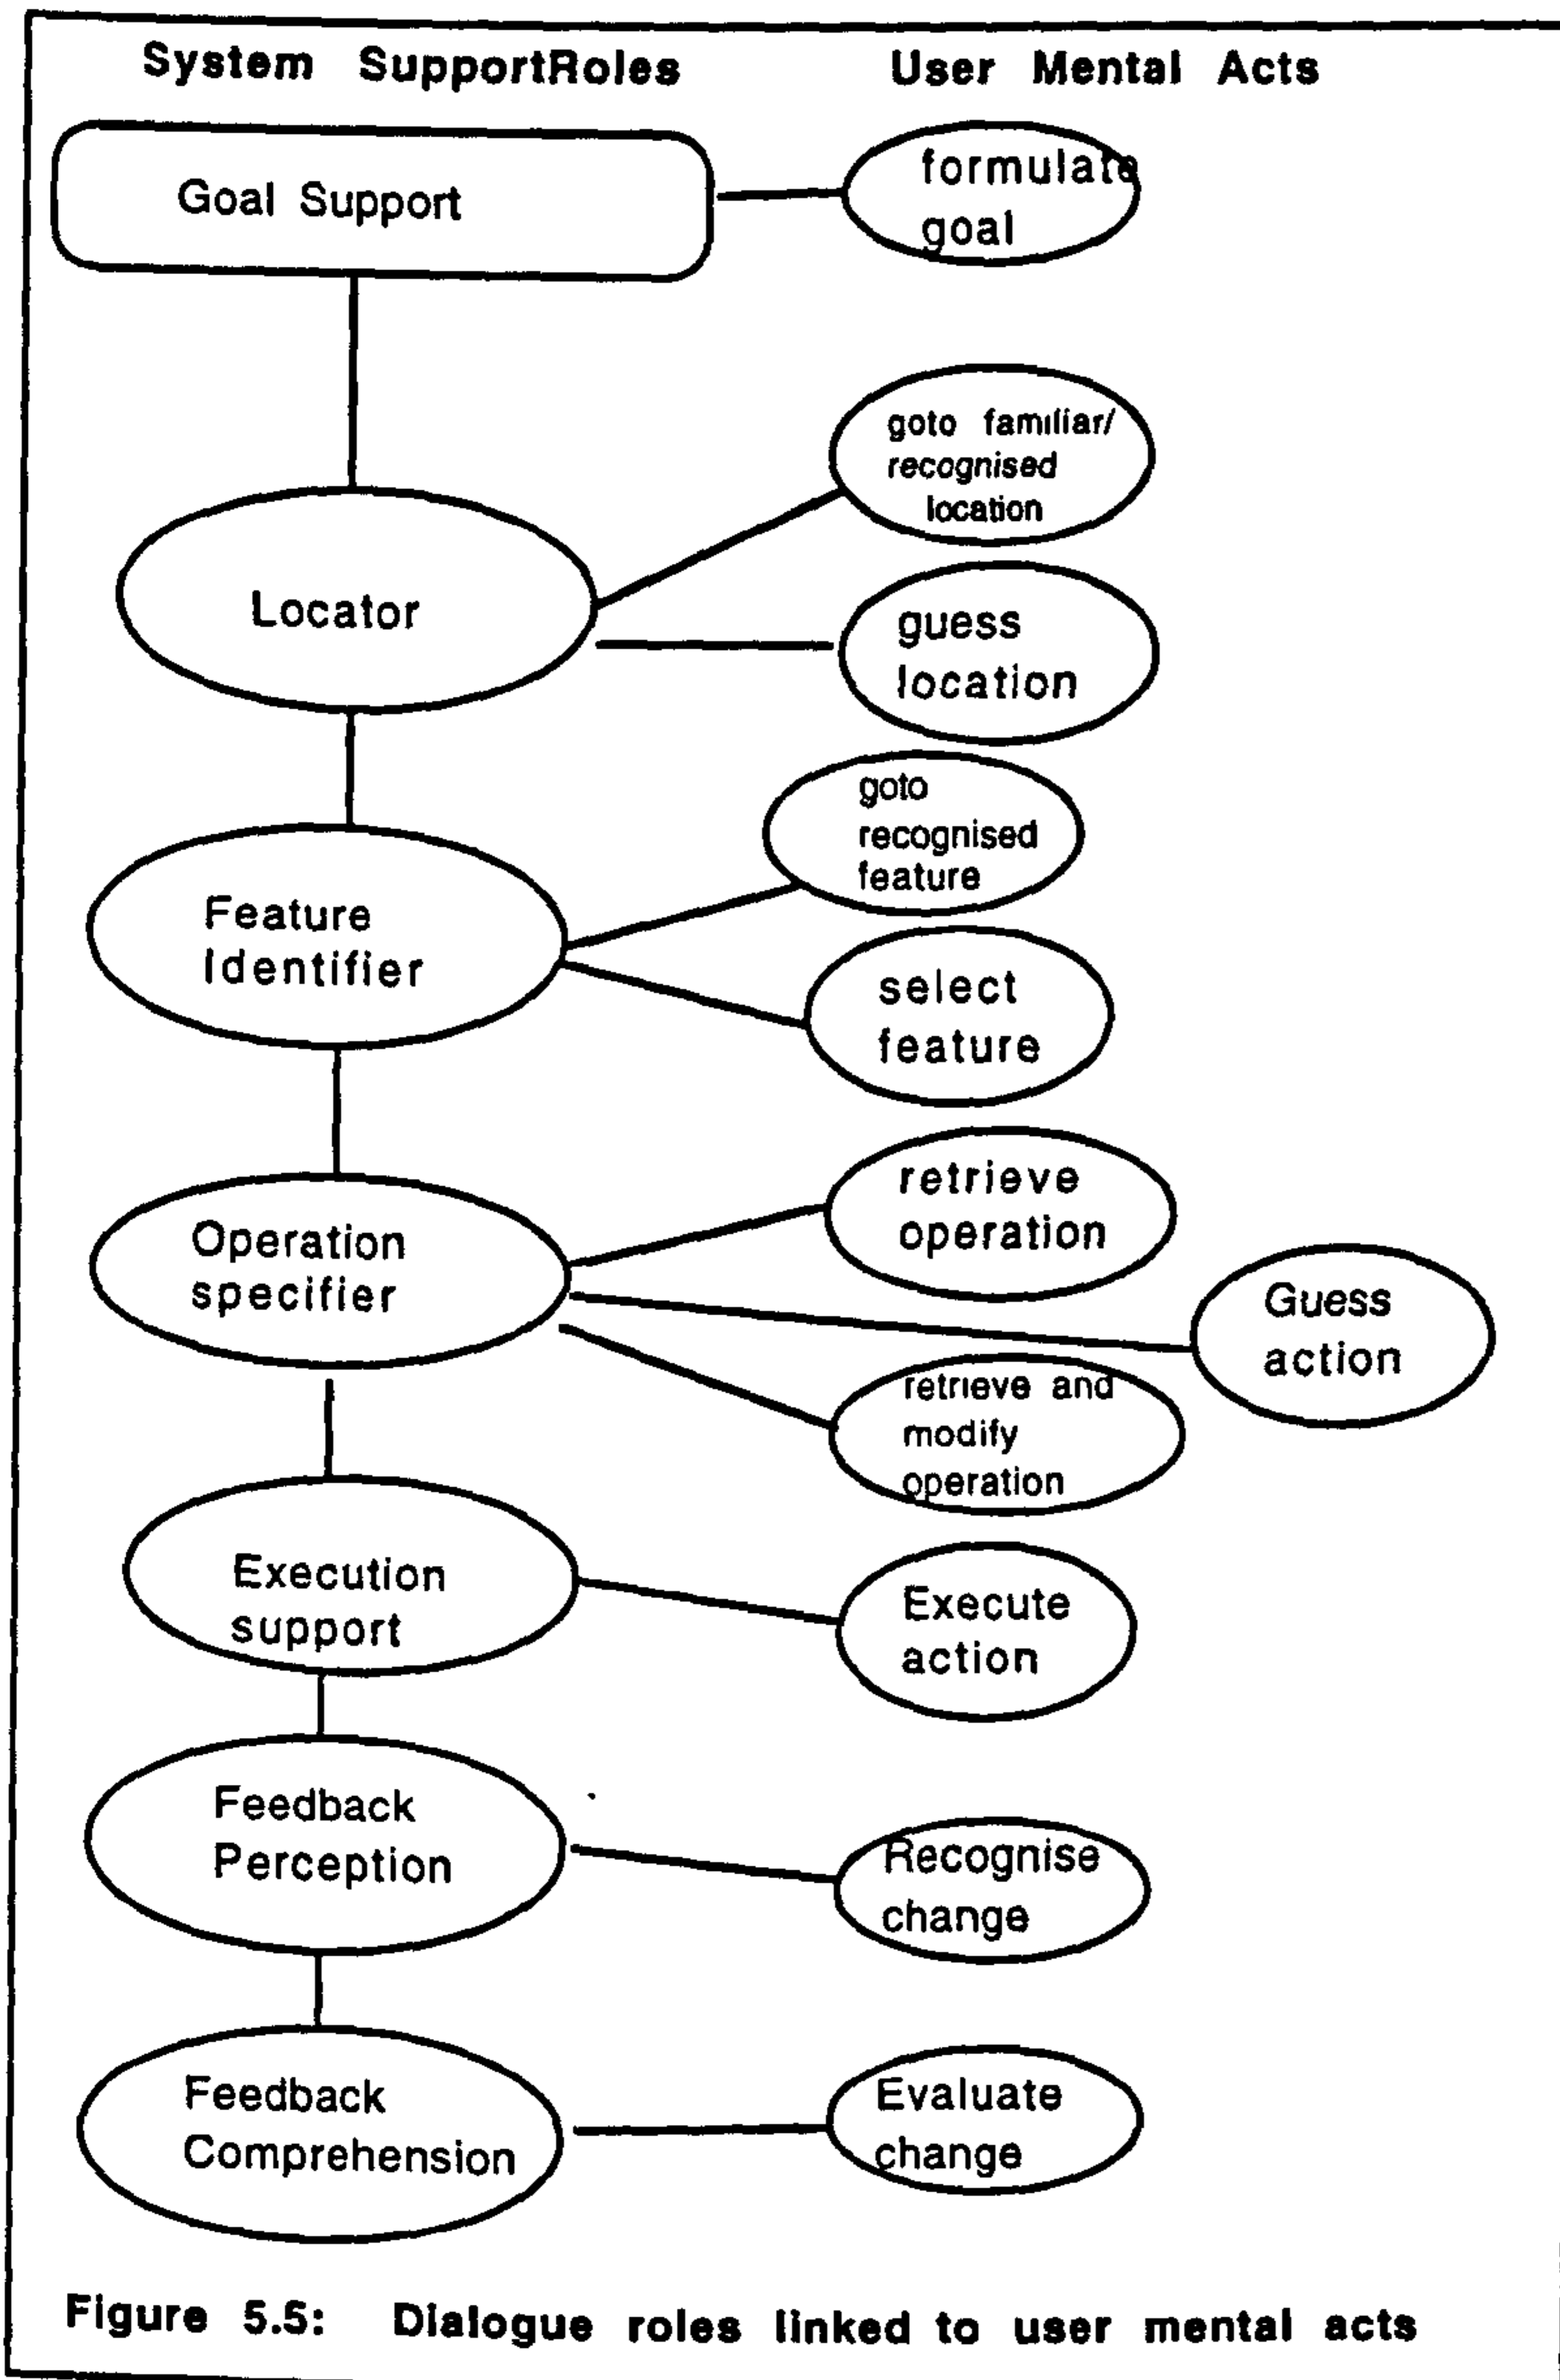 System SupportRoles
User Mental Acts
Goal Support
formulate
goal
goto familiar/
recognised
location
Locator
guess
location
goto
recognised
feature
Feature
Identifier
select
feature
retrieve
operation
Operation
specifier
Guess
action
retrieve and
modify
operation
Execution
support
Execute
action
Feedback
Perception
Recognise
change
Feedback
Comprehension
Evaluate
change
Figure 5.5: Dialogue roles linked to user mental acts